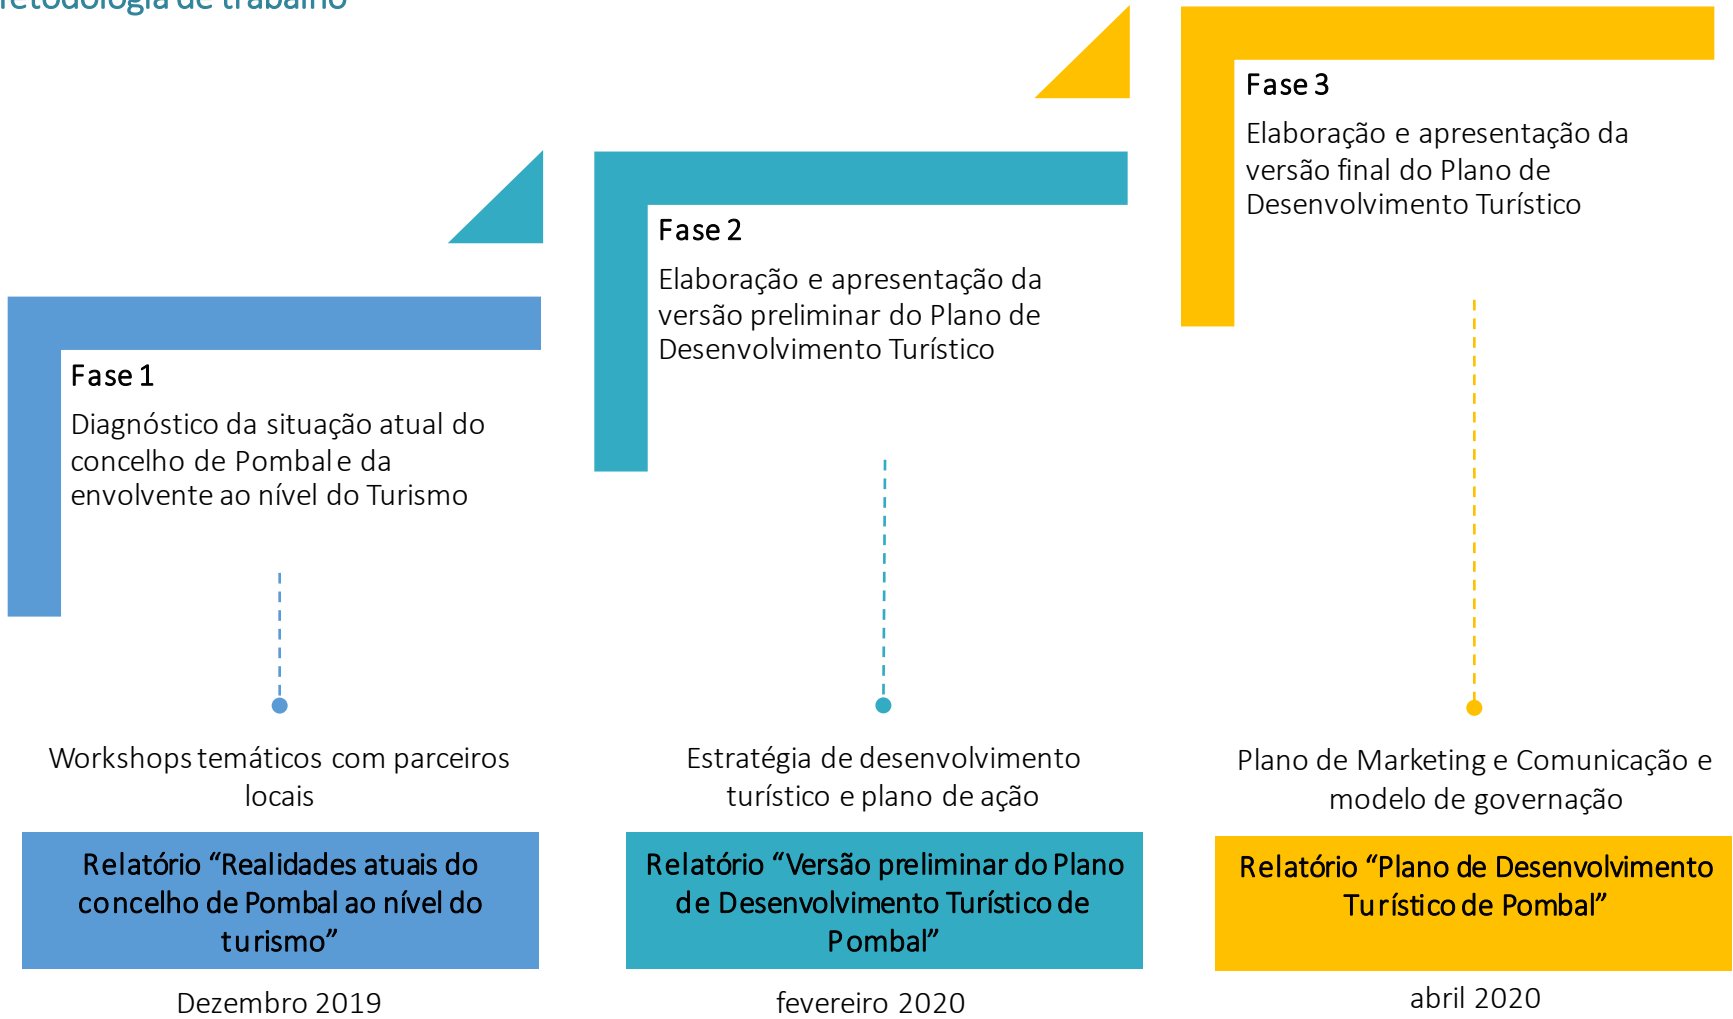 etodologia de trabalho
Fase 1
Diagnóstico da situação atual do
concelho de Pombal e da
envolvente ao nível do Turismo
Workshops temáticos com parceiros
locais
Relatório “Realidades atuais do
concelho de Pombal ao nível do
turismo”
Dezembro 2019
Fase 2
Elaboração e apresentação da
versão preliminar do Plano de
Desenvolvimento Turístico
Estratégia de desenvolvimento
turístico e plano de ação
Relatório “Versão preliminar do Plano
de Desenvolvimento Turístico de
Pombal”
fevereiro 2020
Fase 3
Elaboração e apresentação da
versão final do Plano de
Desenvolvimento Turístico
Plano de Marketing e Comunicação e
modelo de governação
Relatório “Plano de Desenvolvimento
Turístico de Pombal”
abril 2020